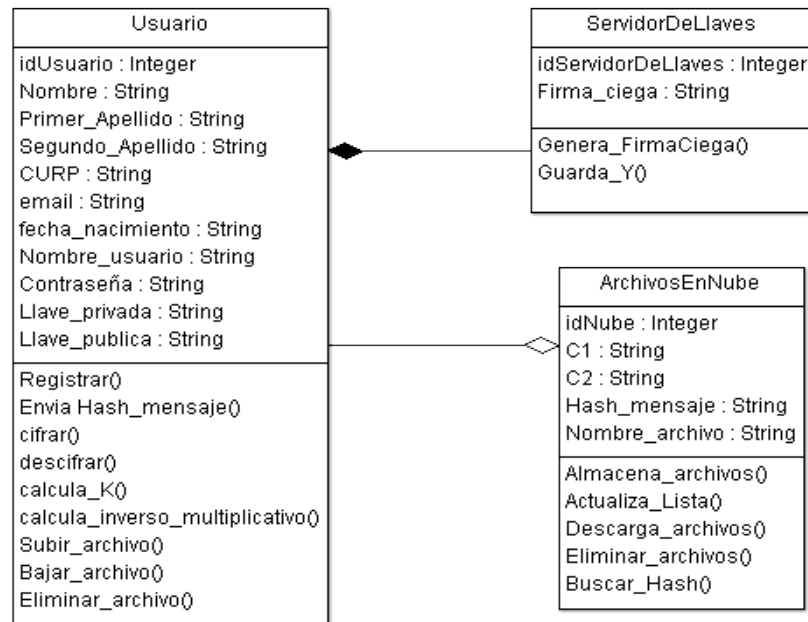 Usuario
idUsuario : Integer
Nombre : String
Primer_Apellido : String
Segundo_Apellido : String
CURP : String
email : String
fecha_nacimiento : String
Nombre_usuario : String
Contraseña : String
Llave_privada : String
Llave_publica : String
Registrar()
Envia Hash_mensaje()
cifrar()
descifrar()
calcula_K()
calcula_inverso_multiplicativo()
Subir_archivo()
Bajar_archivo()
Eliminar_archivo()
ServidorDeLlaves
idServidorDeLlaves : Integer
Firma_ciega : String
Genera_FirmaCiega()
Guarda_Y()
ArchivosEnNube
idNube : Integer
C1 : String
C2 : String
Hash_mensaje : String
Nombre_archivo : String
Almacena_archivos()
Actualiza_Lista()
Descarga_archivos()
Eliminar_archivos()
Buscar_Hash()